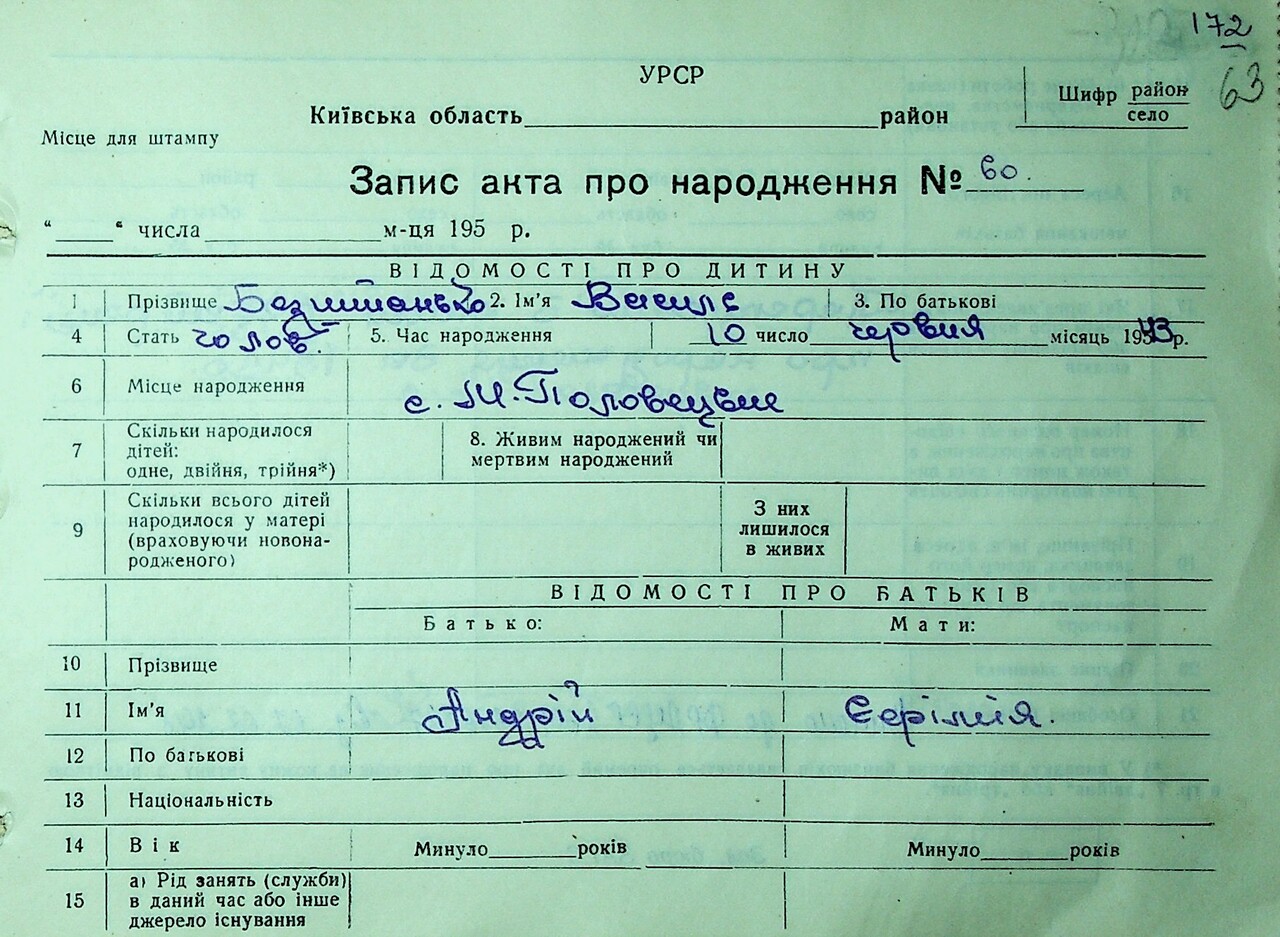 172
63
УРСР
Київська область район
Шифр район
село
Місце для штампу
Запис акта про народження № 60.
" " числа м-ця 195 р.
ВІДОМОСТІ ПРО ДИТИНУ
1 Прізвище 2. Ім'я Василь 3. По батькові
4 Стать чолов. 5. Час народження 10 число червня місяць 1943 р.
6 Місце народження с. М. Половецьке
7 Скільки народилося
дітей:
одне, двійня, трійня*)
8. Живим народжений чи
мертвим народжений
9 Скільки всього дітей
народилося у матері
(враховуючи новона-
родженого)
З них
лишилося
в живих
ВІДОМОСТІ ПРО БАТЬКІВ
Батько: Мати:
10 Прізвище
11 Ім'я Андрій Єфімія.
12 По батькові
13 Національність
14 Вік Минуло років Минуло років
15 а) Рід занять (служби)
в даний час або інше
джерело існування